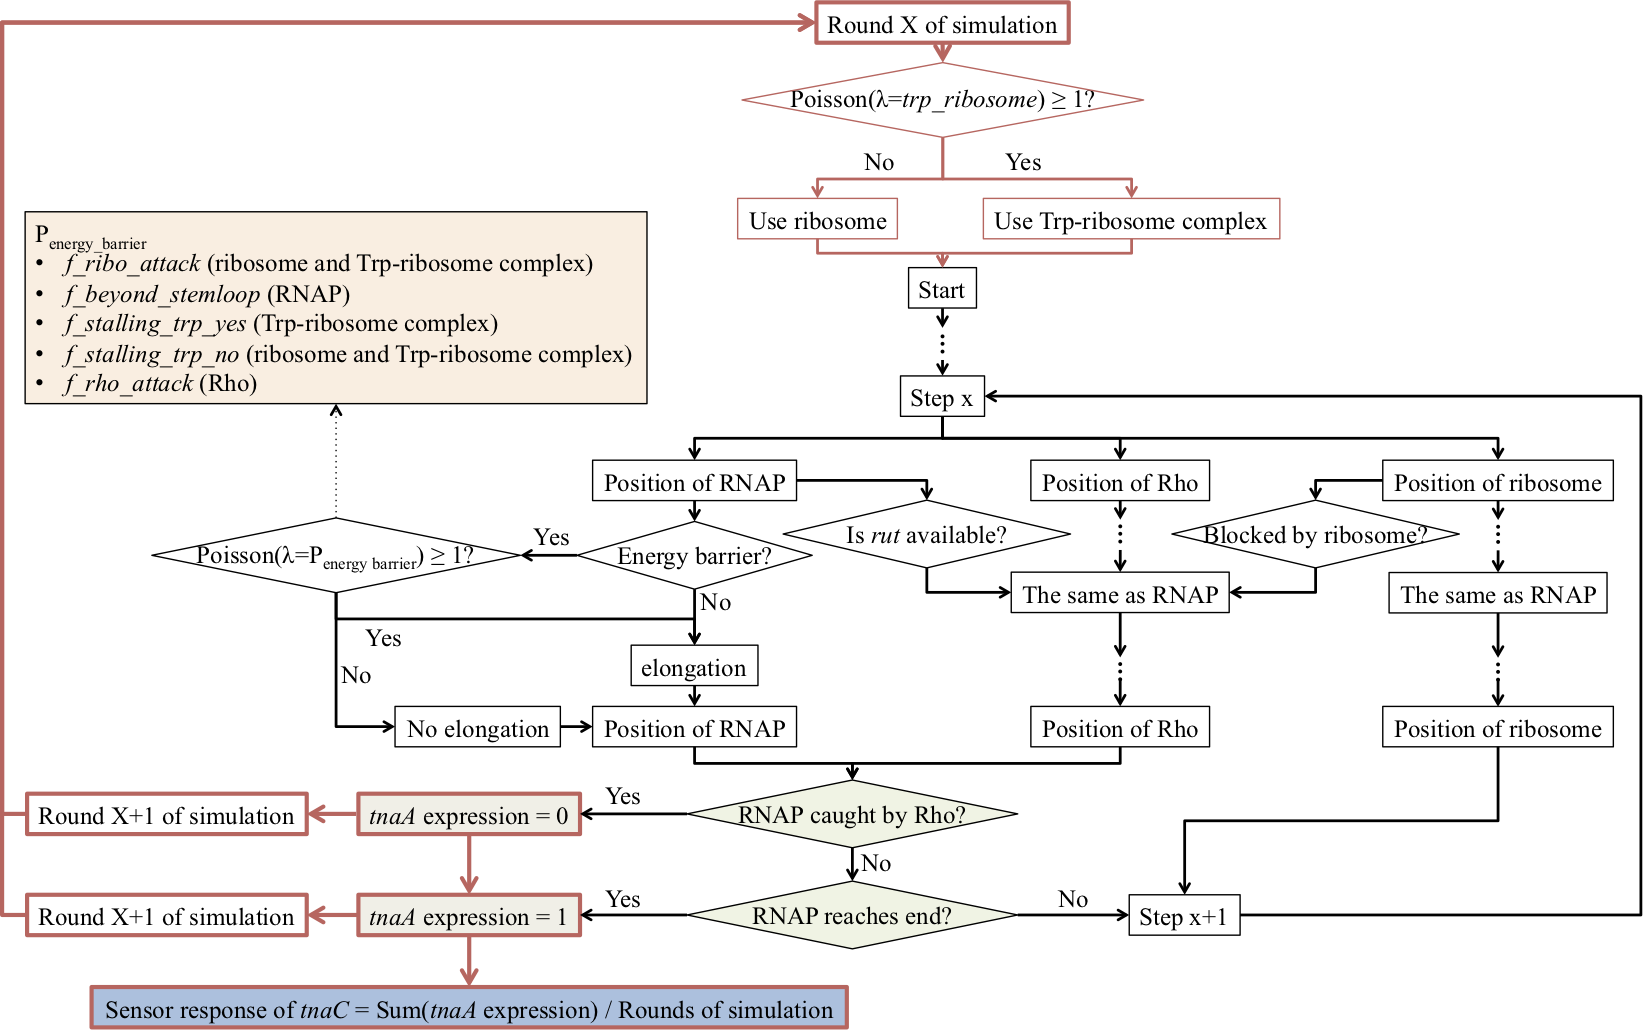 Round X of simulation
Poisson(λ=trp_ribosome) ≥ 1?
No
Yes
Use ribosome
Use Trp-ribosome complex
Start
Step x
P energy_barrier
• f_ribo_attack (ribosome and Trp-ribosome complex)
• f_beyond_stemloop (RNAP)
• f_stalling_trp_yes (Trp-ribosome complex)
• f_stalling_trp_no (ribosome and Trp-ribosome complex)
• f_rho_attack (Rho)
Position of RNAP
Position of Rho
Position of ribosome
Poisson(λ=P energy barrier) ≥ 1?
Yes
Energy barrier?
Is rut available?
Blocked by ribosome?
The same as RNAP
The same as RNAP
No
Yes
No
elongation
No elongation
Position of RNAP
Position of Rho
Position of ribosome
Round X+1 of simulation
tnaA expression = 0
Yes
RNAP caught by Rho?
No
Round X+1 of simulation
tnaA expression = 1
Yes
RNAP reaches end?
No
Step x+1
Sensor response of tnaC = Sum(tnaA expression) / Rounds of simulation